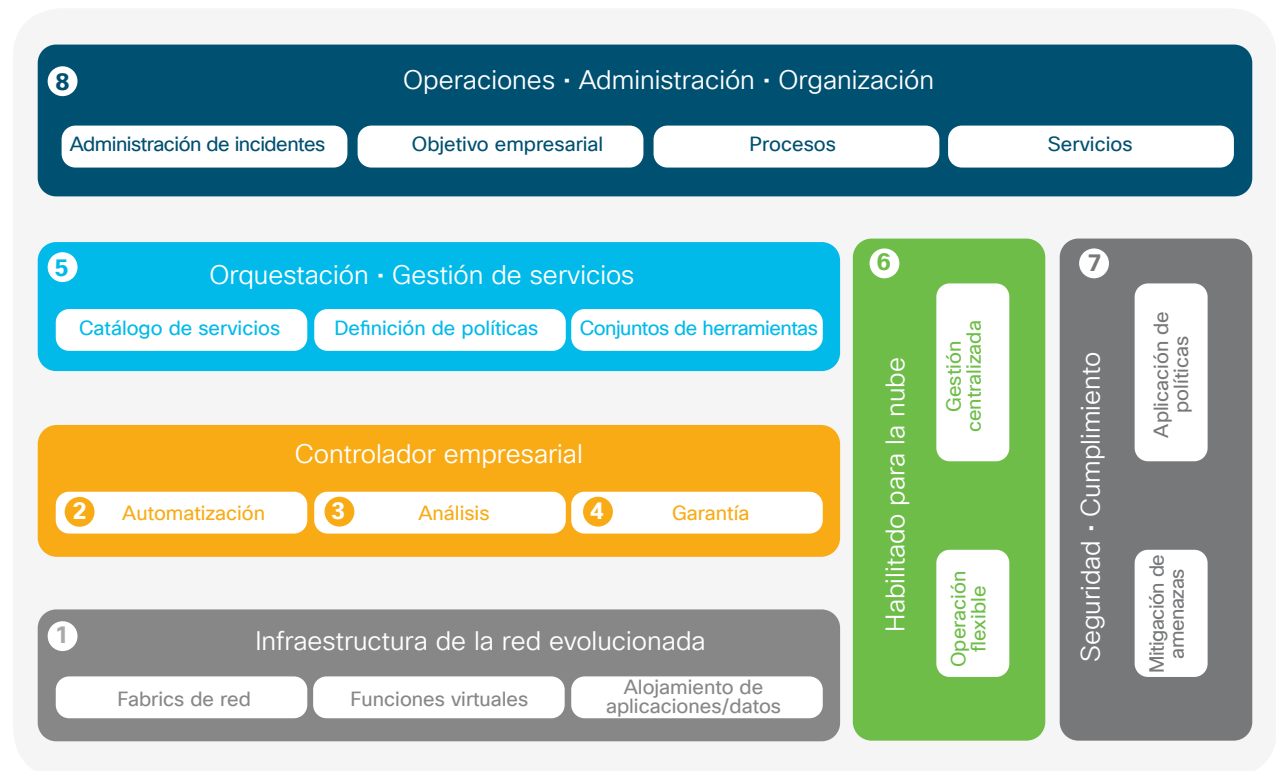 8
Operaciones · Administración · Organización
Administración de incidentes
Objetivo empresarial
Procesos
Servicios
5
Orquestación · Gestión de servicios
Catálogo de servicios
Definición de políticas
Conjuntos de herramientas
Controlador empresarial
2
Automatización
3
Análisis
4
Garantía
1
Infraestructura de la red evolucionada
Fabrics de red
Funciones virtuales
Alojamiento de
aplicaciones/datos
6
Habilitado para la nube
Gestión
centralizada
Operación
flexible
7
Seguridad · Cumplimiento
Aplicación de
políticas
Mitigación de
amenazas